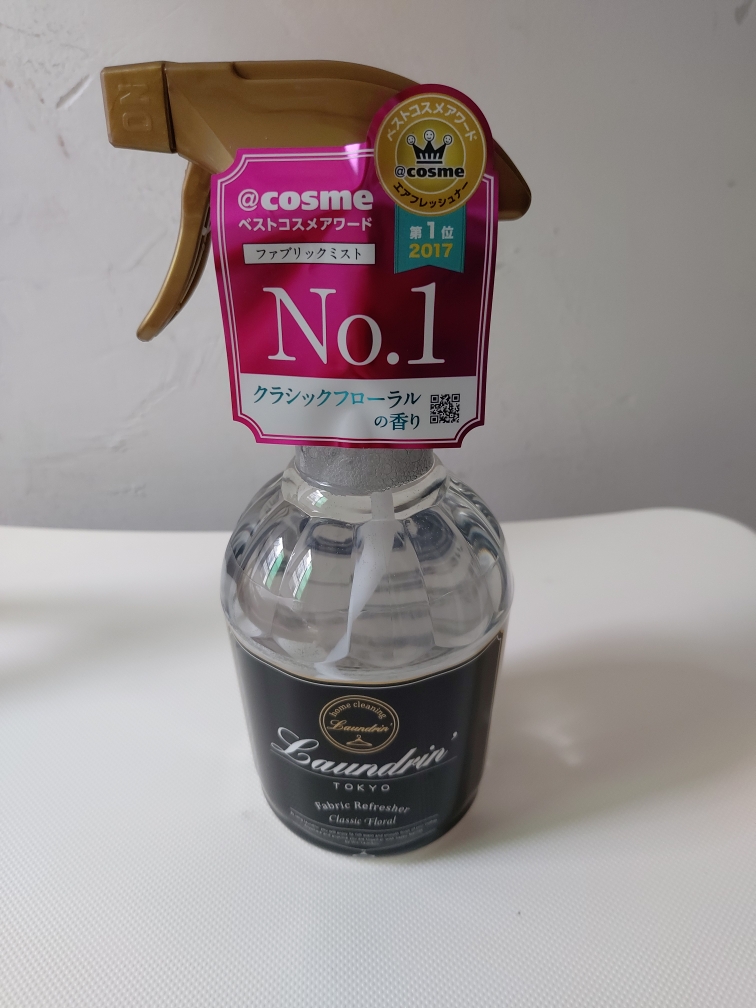 NO
ベストコスメアワード
@cosme
エアフレッシュナー
第1位
2017
@cosme
ベストコスメアワード
ファブリックミスト
No.1
クラシックフローラル
の香り
home cleaning
Laundrin'
Laundrin'
TOKYO
Fabric Refresher
Classic Floral